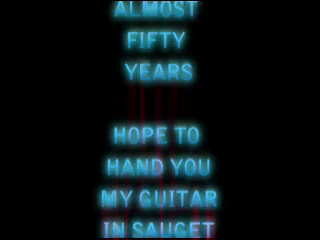 ALMOST
FIFTY
YEARS
HOPE TO
HAND YOU
MY GUITAR
IN SAUGET